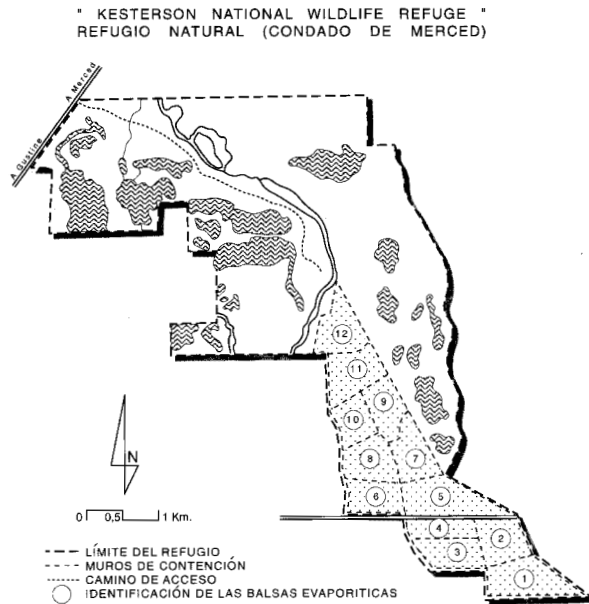 " KESTERSON NATIONAL WILDLIFE REFUGE "
REFUGIO NATURAL (CONDADO DE MERCED)
A Merced
A Gustine
12
11
9
10
8
7
6
5
4
2
3
1
N
0 0,5 1 Km.
LÍMITE DEL REFUGIO
MUROS DE CONTENCIÓN
CAMINO DE ACCESO
IDENTIFICACIÓN DE LAS BALSAS EVAPORITICAS